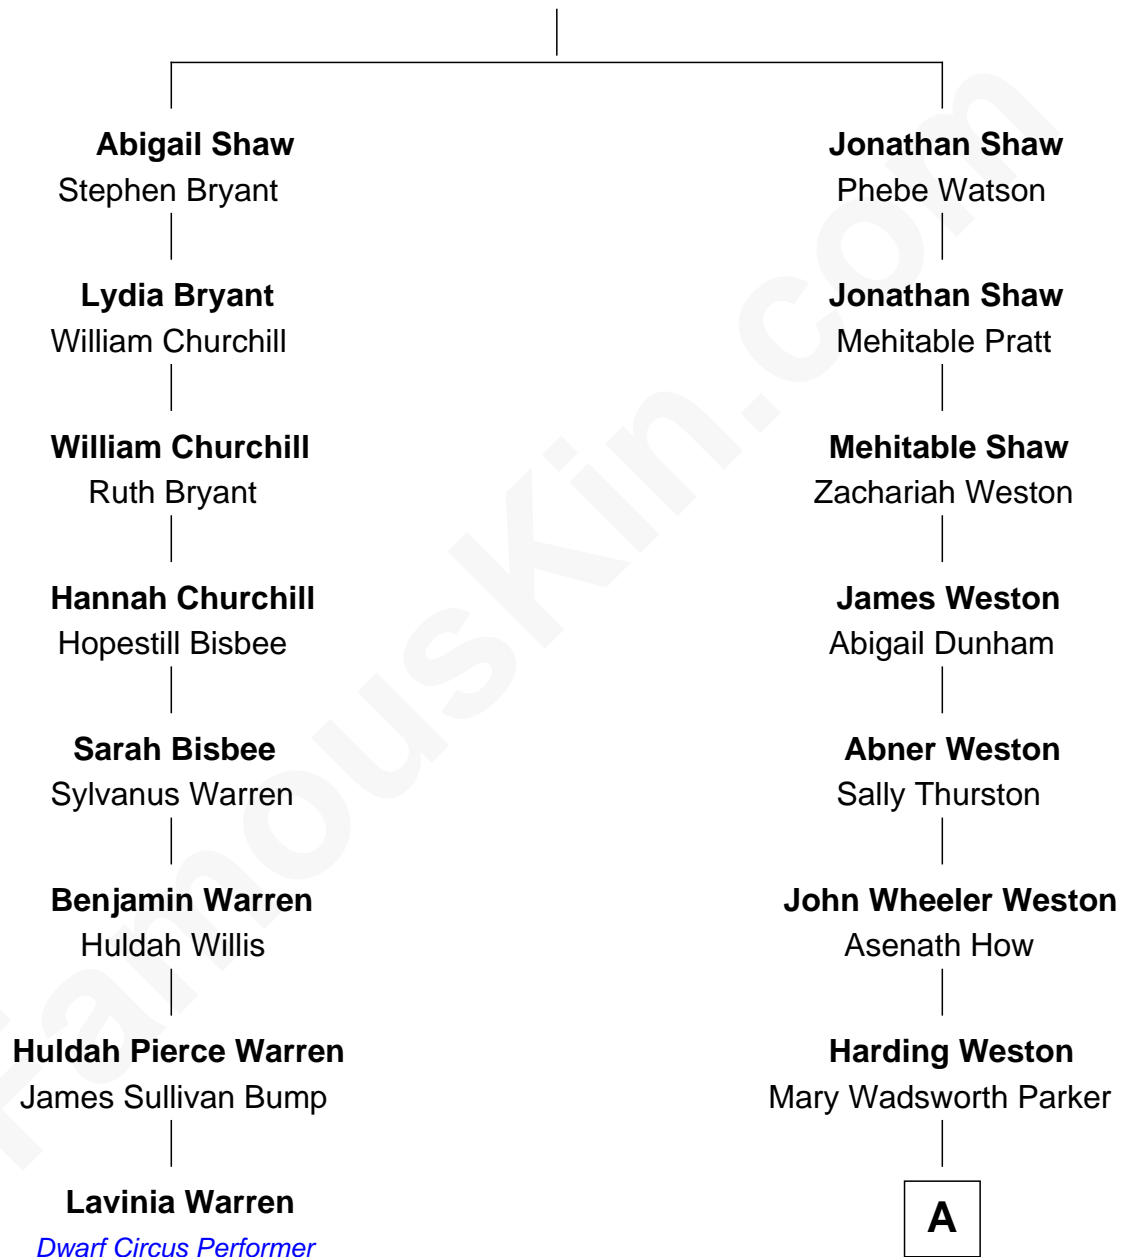 Abigail Shaw
Stephen Bryant
Lydia Bryant
William Churchill
William Churchill
Ruth Bryant
Hannah Churchill
Hopestill Bisbee
Sarah Bisbee
Sylvanus Warren
Benjamin Warren
Huldah Willis
Huldah Pierce Warren
James Sullivan Bump
Lavinia Warren
Dwarf Circus Performer
Jonathan Shaw
Phebe Watson
Jonathan Shaw
Mehitable Pratt
Mehitable Shaw
Zachariah Weston
James Weston
Abigail Dunham
Abner Weston
Sally Thurston
John Wheeler Weston
Asenath How
Harding Weston
Mary Wadsworth Parker
A
FamousKin.com